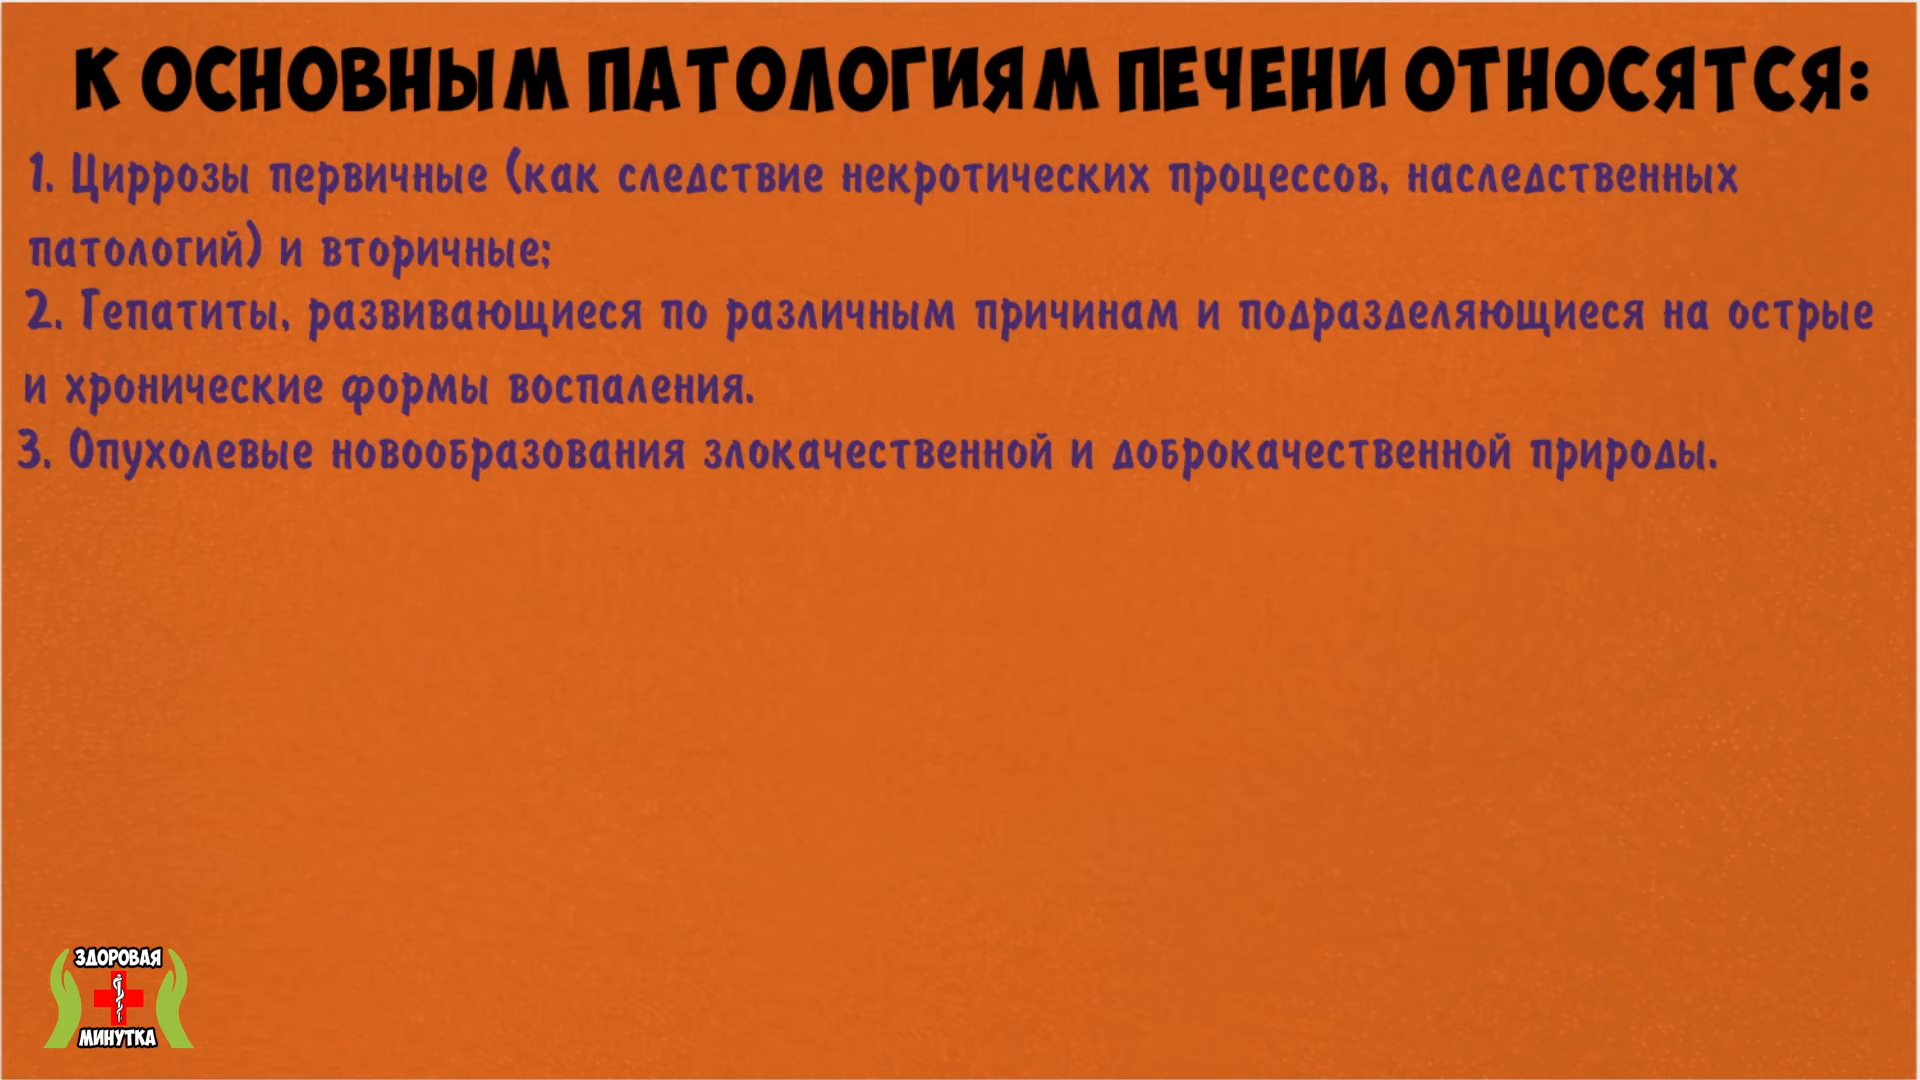 К ОСНОВНЫМ ПАТОЛОГИЯМ ПЕЧЕНИ ОТНОСЯТСЯ:
1. Циррозы первичные (как следствие некротических процессов, наследственных
патологий) и вторичные;
2. Гепатиты, развивающиеся по различным причинам и подразделяющиеся на острые
и хронические формы воспаления.
3. Опухолевые новообразования злокачественной и доброкачественной природы.
ЗДОРОВАЯ
МИНУТКА